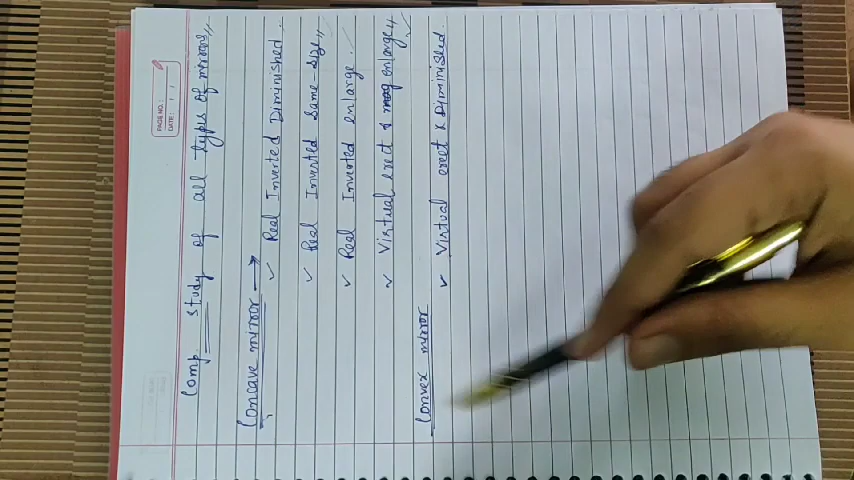 PAGE NO.:
DATE: / /
Comp. study of all types of mirrors
Concave mirror →
✓ Real Inverted Diminished.
✓ Real Inverted Same-Size
✓ Real Inverted enlarge.
✓ Virtual erect & enlarge
Convex mirror
✓ Virtual erect & Diminished.